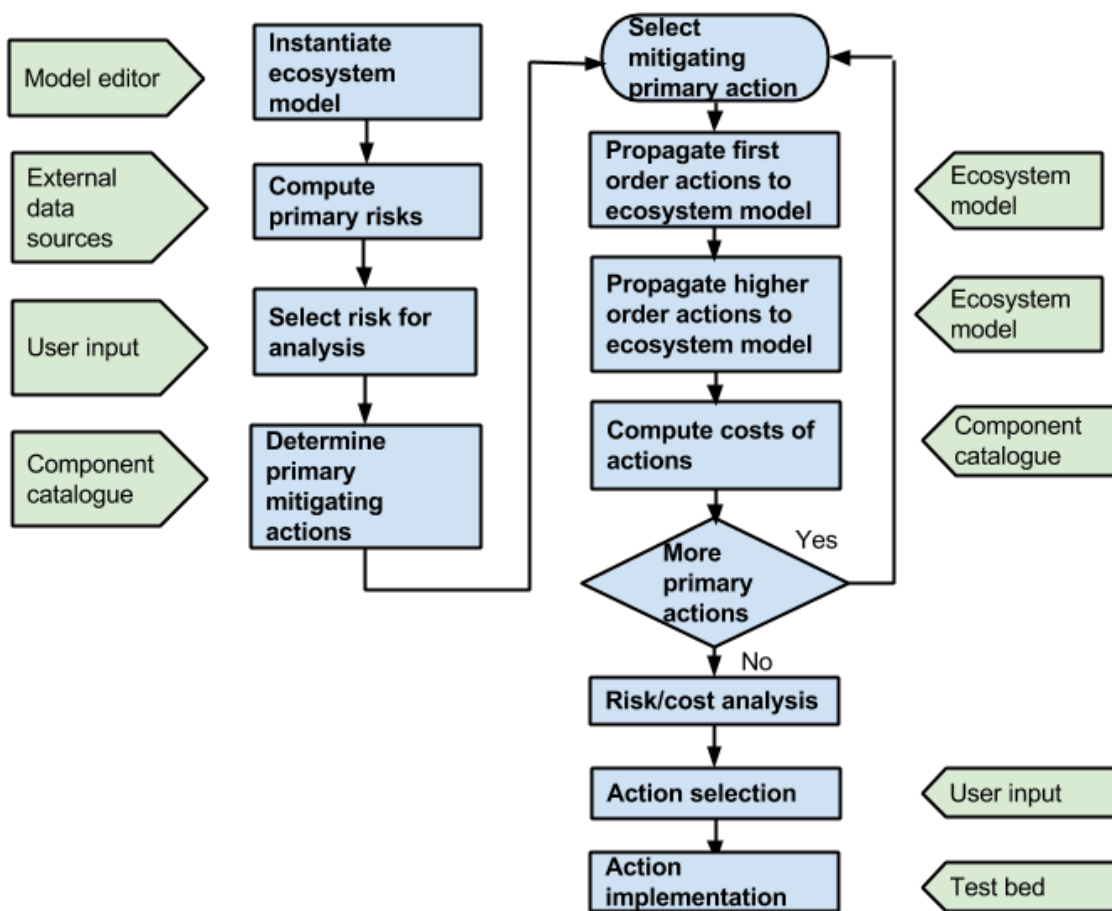 Model editor
External
data
sources
User input
Component
catalogue
Instantiate
ecosystem
model
Compute
primary risks
Select risk for
analysis
Determine
primary
mitigating
actions
Select
mitigating
primary action
Propagate first
order actions to
ecosystem model
Propagate higher
order actions to
ecosystem model
Compute costs of
actions
More
primary
actions
Yes
No
Risk/cost analysis
Action selection
Action
implementation
Ecosystem
model
Ecosystem
model
Component
catalogue
User input
Test bed